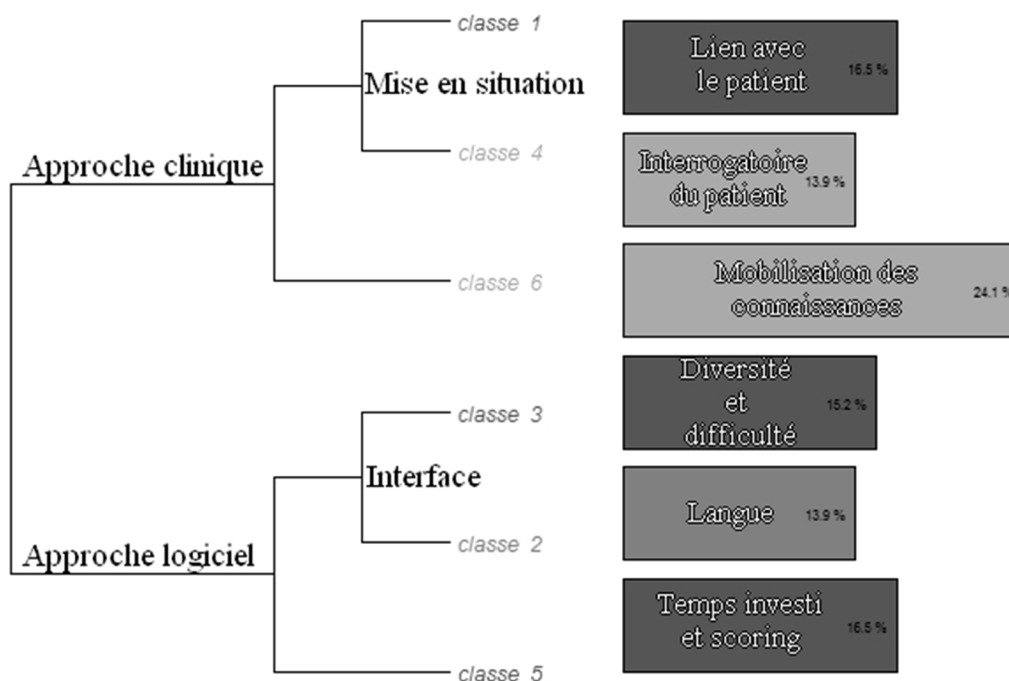 classe 1
Lien avec
le patient
16.5 %
Mise en situation
Approche clinique
classe 4
Interrogatoire
du patient
13.9 %
classe 6
Mobilisation des
connaissances
24.1 %
classe 3
Diversité
et
difficulté
15.2 %
Interface
classe 2
Langue
13.9 %
Approche logiciel
classe 5
Temps investi
et scoring
16.5 %